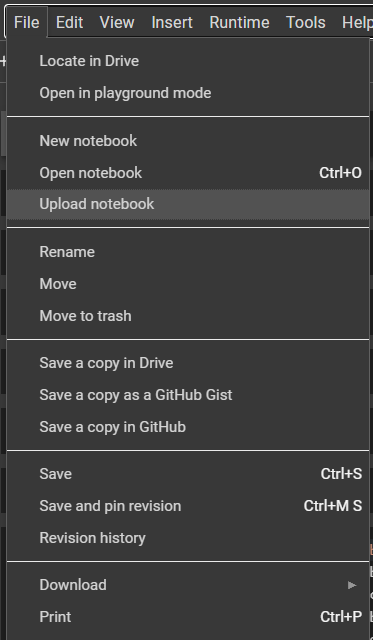 File Edit View Insert Runtime Tools Help
Locate in Drive
Open in playground mode
New notebook
Open notebook Ctrl+O
Upload notebook
Rename
Move
Move to trash
Save a copy in Drive
Save a copy as a GitHub Gist
Save a copy in GitHub
Save Ctrl+S
Save and pin revision Ctrl+M S
Revision history
Download ►
Print Ctrl+P